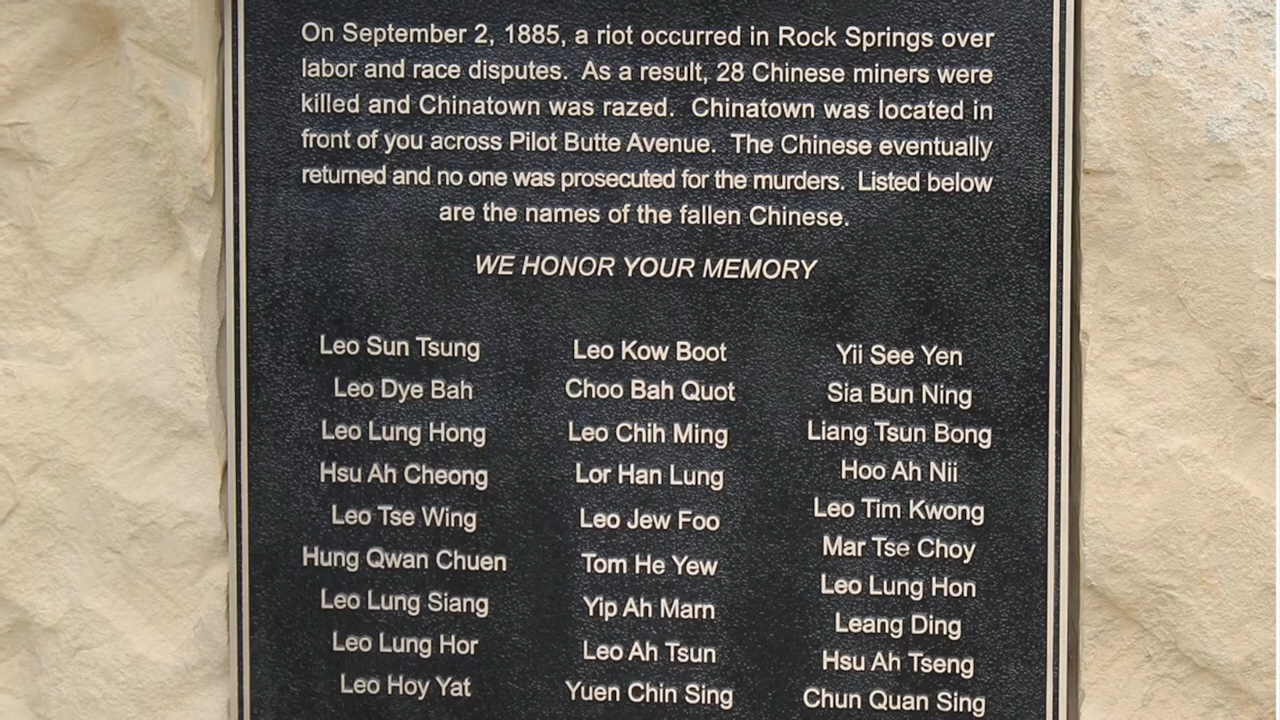 On September 2, 1885, a riot occurred in Rock Springs over
labor and race disputes. As a result, 28 Chinese miners were
killed and Chinatown was razed. Chinatown was located in
front of you across Pilot Butte Avenue. The Chinese eventually
returned and no one was prosecuted for the murders. Listed below
are the names of the fallen Chinese.
WE HONOR YOUR MEMORY
Leo Sun Tsung
Leo Dye Bah
Leo Lung Hong
Hsu Ah Cheong
Leo Tse Wing
Hung Qwan Chuen
Leo Lung Siang
Leo Lung Hor
Leo Hoy Yat
Leo Kow Boot
Choo Bah Quot
Leo Chih Ming
Lor Han Lung
Leo Jew Foo
Tom He Yew
Yip Ah Marn
Leo Ah Tsun
Yuen Chin Sing
Yii See Yen
Sia Bun Ning
Liang Tsun Bong
Hoo Ah Nii
Leo Tim Kwong
Mar Tse Choy
Leo Lung Hon
Leang Ding
Hsu Ah Tseng
Chun Quan Sing